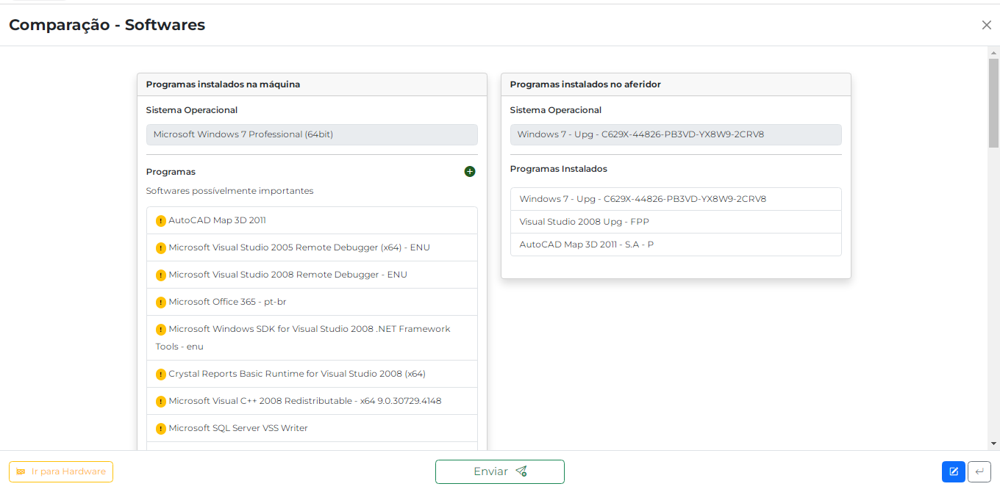 Comparação - Softwares
Programas instalados na máquina
Sistema Operacional
Microsoft Windows 7 Professional (64bit)
Programas
Softwares possívelmente importantes
AutoCAD Map 3D 2011
Microsoft Visual Studio 2005 Remote Debugger (x64) - ENU
Microsoft Visual Studio 2008 Remote Debugger - ENU
Microsoft Office 365 - pt-br
Microsoft Windows SDK for Visual Studio 2008 .NET Framework
Tools - enu
Crystal Reports Basic Runtime for Visual Studio 2008 (x64)
Microsoft Visual C++ 2008 Redistributable - x64 9.0.30729.4148
Microsoft SQL Server VSS Writer
Programas instalados no aferidor
Sistema Operacional
Windows 7 - Upg - C629X-44826-PB3VD-YX8W9-2CRV8
Programas Instalados
Windows 7 - Upg - C629X-44826-PB3VD-YX8W9-2CRV8
Visual Studio 2008 Upg - FPP
AutoCAD Map 3D 2011 - S.A - P
Ir para Hardware
Enviar